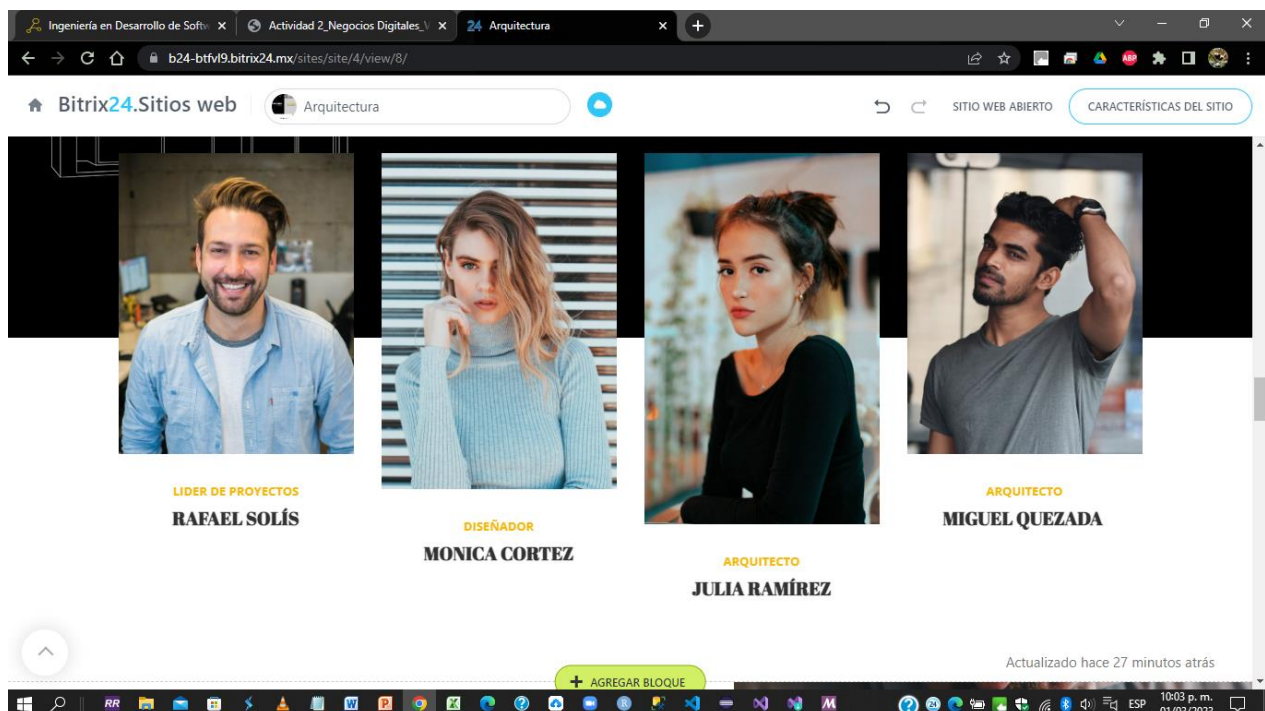 Ingeniería en Desarrollo de Softw
Actividad 2_Negocios Digitales_V
24 Arquitectura
b24-btfvl9.bitrix24.mx/sites/site/4/view/8/
ABP
Bitrix24.Sitios web
Arquitectura
SITIO WEB ABIERTO
CARACTERÍSTICAS DEL SITIO
LIDER DE PROYECTOS
RAFAEL SOLÍS
DISEÑADOR
MONICA CORTEZ
ARQUITECTO
JULIA RAMÍREZ
ARQUITECTO
MIGUEL QUEZADA
Actualizado hace 27 minutos atrás
+ AGREGAR BLOQUE
RR
ESP
10:03 p. m.